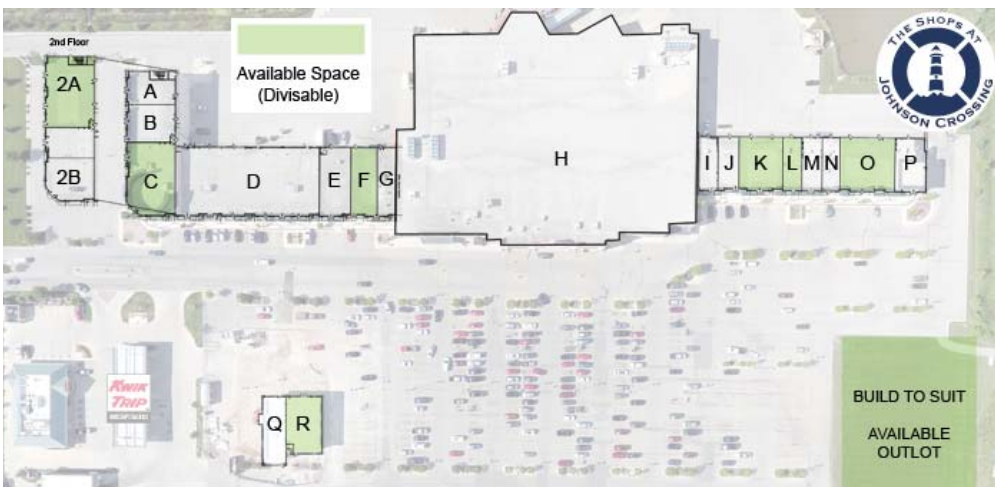 2nd Floor
2A
2B
A
B
C
Available Space
(Divisable)
D
E
F
G
H
I
J
K
L
M
N
O
P
THE SHOPS AT
JOHNSON CROSSING
KWIK
TRIP
Q
R
BUILD TO SUIT
AVAILABLE
OUTLOT